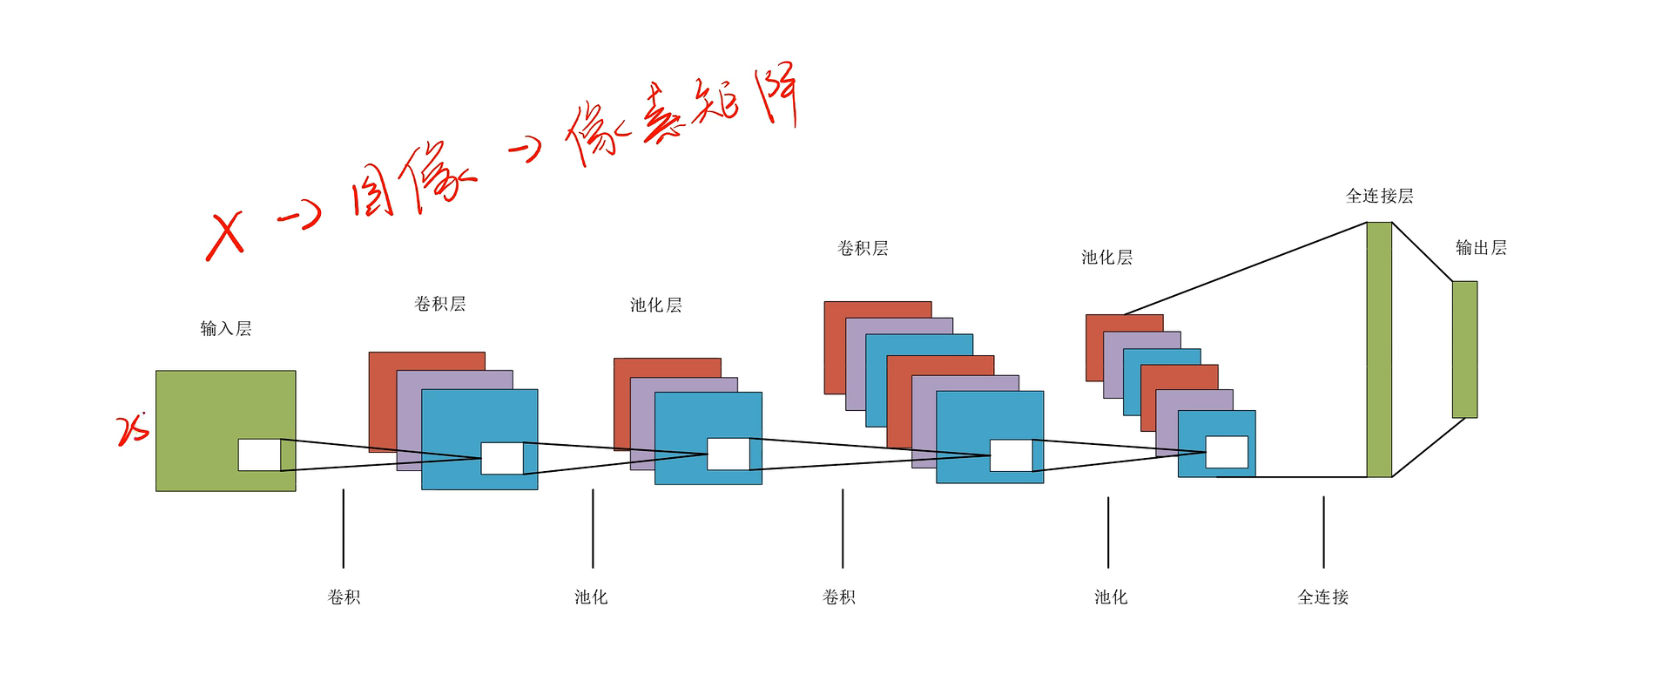 X → 图像 → 像素矩阵
全连接层
输出层
卷积层
池化层
卷积层
池化层
输入层
25
卷积
池化
卷积
池化
全连接